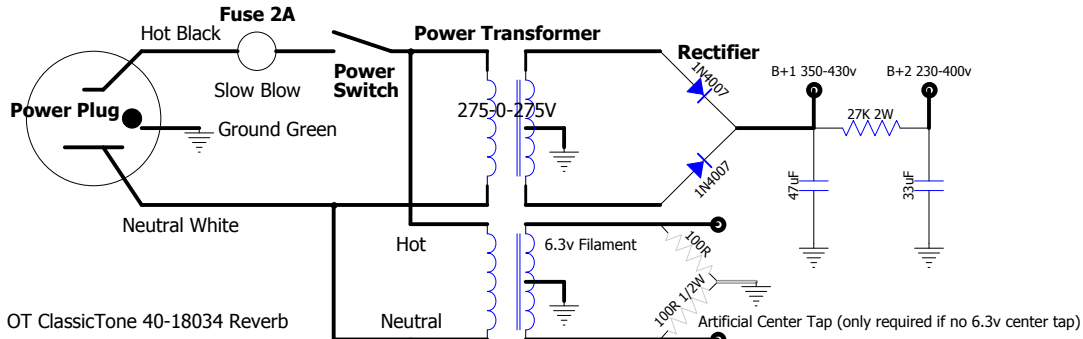 Fuse 2A
Hot Black
Power Transformer
Rectifier
B+1 350-430v
B+2 230-400v
1N4007
Power
Switch
Slow Blow
Power Plug
275-0-275V
27K 2W
Ground Green
1N4007
47uF
33uF
Neutral White
Hot
6.3v Filament
100R
100R 1/2W
OT ClassicTone 40-18034 Reverb
Neutral
Artificial Center Tap (only required if no 6.3v center tap)